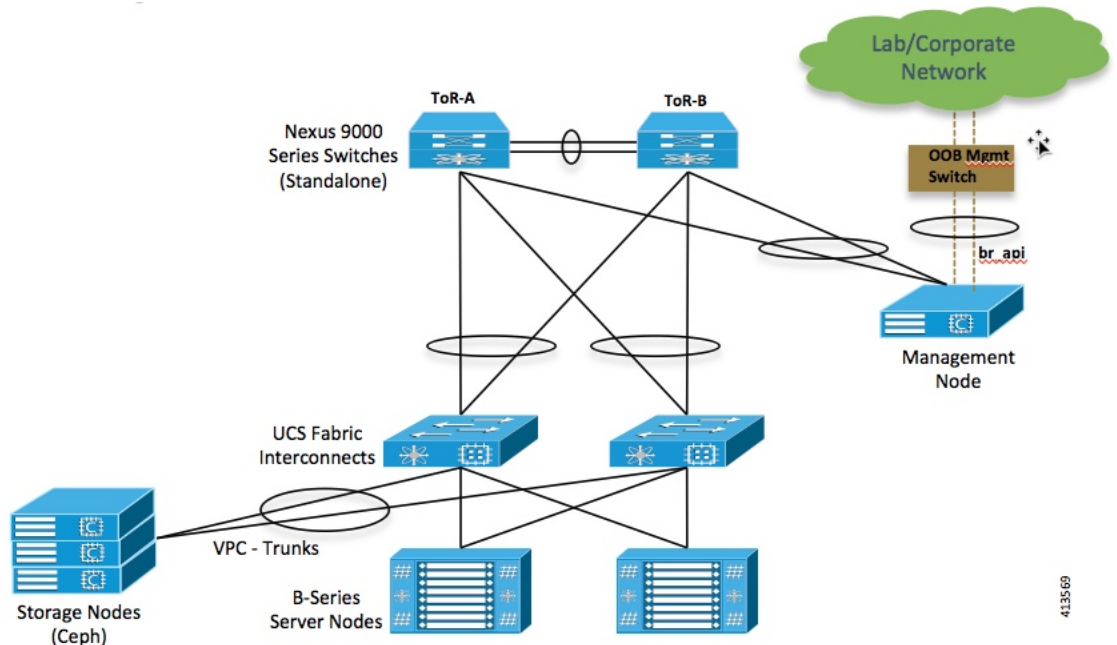 Lab/Corporate
Network
ToR-A
ToR-B
Nexus 9000
Series Switches
(Standalone)
OOB Mgmt
Switch
br_api
Management
Node
UCS Fabric
Interconnects
VPC - Trunks
Storage Nodes
(Ceph)
B-Series
Server Nodes
413569